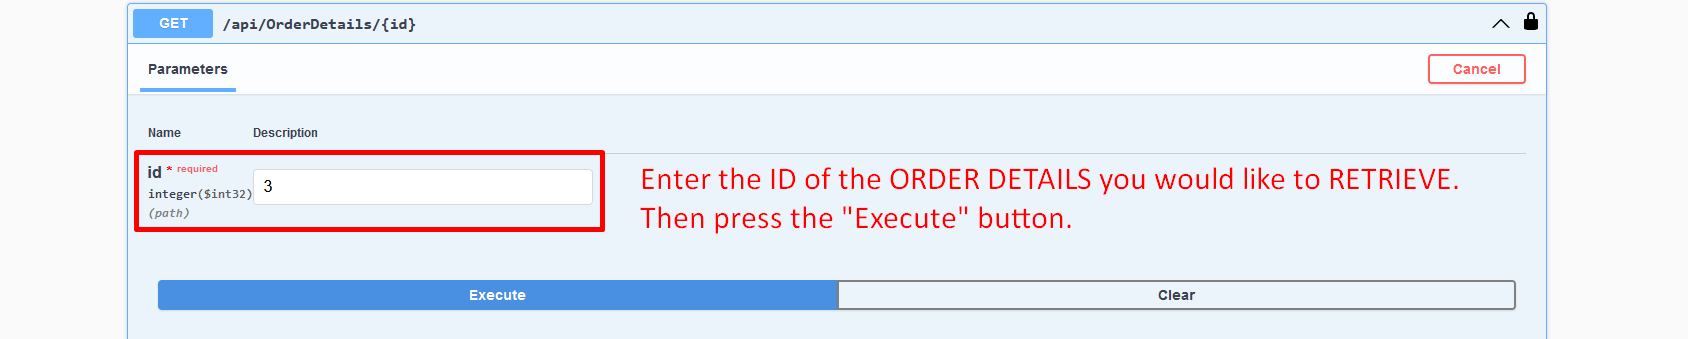 GET /api/OrderDetails/{id}
Parameters Cancel
Name Description
id * required
integer($int32)
(path)
3
Enter the ID of the ORDER DETAILS you would like to RETRIEVE.
Then press the "Execute" button.
Execute Clear